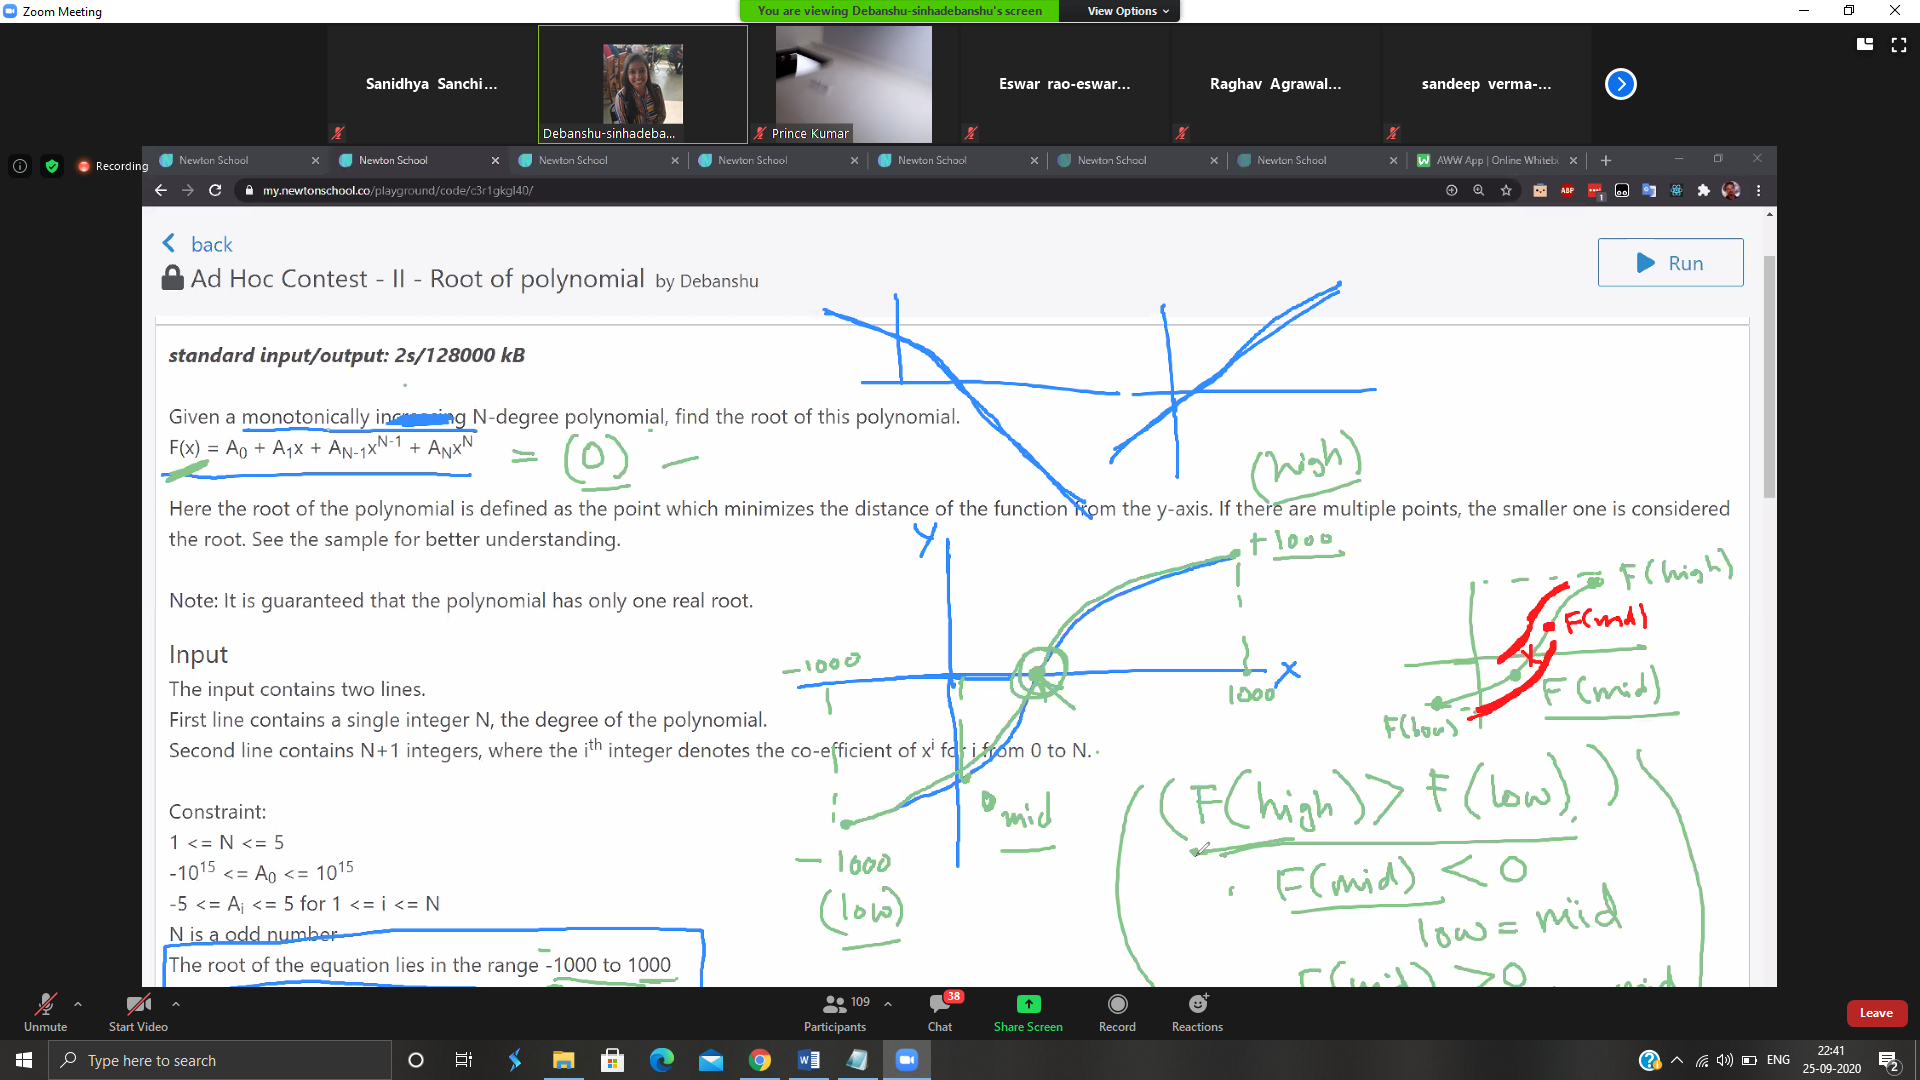 Zoom Meeting
You are viewing Debanshu-sinhadebanshu's screen
View Options
Sanidhya Sanchi...
Debanshu-sinhadeba...
Prince Kumar
Eswar rao-eswar...
Raghav Agrawal...
sandeep verma-...
Recording
Newton School
Newton School
Newton School
Newton School
Newton School
Newton School
Newton School
AWW App | Online Whitebo
my.newtonschool.co/playground/code/c3r1gkgl40/
ABP
1
back
Ad Hoc Contest - II - Root of polynomial by Debanshu
Run
standard input/output: 2s/128000 kB
Given a monotonically increasing N-degree polynomial, find the root of this polynomial.
F(x) = A0 + A1x + AN-1x^N-1 + ANx^N = (0) -
(high)
Here the root of the polynomial is defined as the point which minimizes the distance of the function from the y-axis. If there are multiple points, the smaller one is considered
the root. See the sample for better understanding.
Y
+1000
F(high)
Note: It is guaranteed that the polynomial has only one real root.
F(mid)
Input
-1000
X
1000
F(mid)
F(low)
The input contains two lines.
First line contains a single integer N, the degree of the polynomial.
Second line contains N+1 integers, where the i^th integer denotes the co-efficient of x^i for i from 0 to N.
mid
(F(high) > F(low))
Constraint:
1 <= N <= 5
-10^15 <= A0 <= 10^15
-5 <= Ai <= 5 for 1 <= i <= N
N is a odd number
The root of the equation lies in the range -1000 to 1000
-1000
(low)
F(mid) < 0
low = mid
F(mid) >0
mid
Unmute
Start Video
109
Participants
38
Chat
Share Screen
Record
Reactions
Leave
Type here to search
ENG
22:41
25-09-2020
2